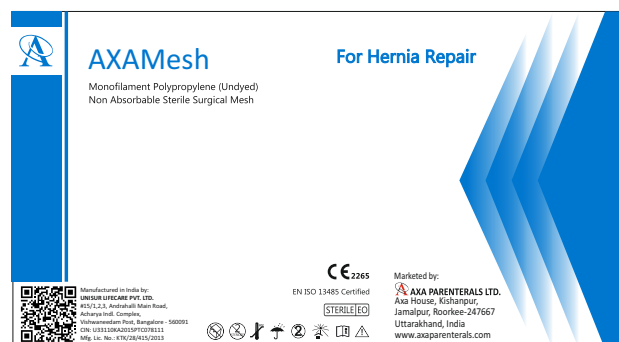 AXAMesh
For Hernia Repair
Monofilament Polypropylene (Undyed)
Non Absorbable Sterile Surgical Mesh
CE 2265
EN ISO 13485 Certified
STERILE EO
2
Manufactured in India by:
UNISUR LIFECARE PVT. LTD.
#15/1,2,3, Andrahalli Main Road,
Acharya Indl. Complex,
Vishwaneedam Post, Bangalore - 560091
CIN: U33110KA2015PTC078111
Mfg. Lic. No.: KTK/28/415/2013
Marketed by:
AXA PARENTERALS LTD.
Axa House, Kishanpur,
Jamalpur, Roorkee-247667
Uttarakhand, India
www.axaparenterals.com